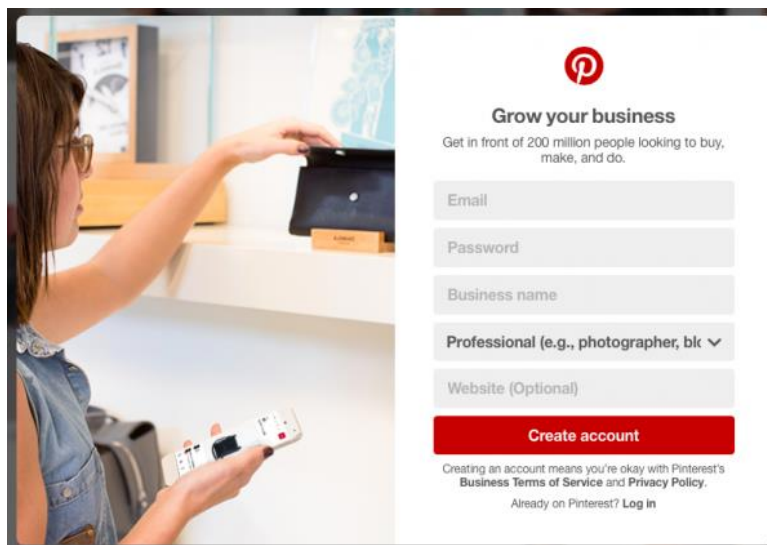 Grow your business
Get in front of 200 million people looking to buy,
make, and do.
Email
Password
Business name
Professional (e.g., photographer, blo
Website (Optional)
Create account
Creating an account means you're okay with Pinterest's
Business Terms of Service and Privacy Policy.
Already on Pinterest? Log in